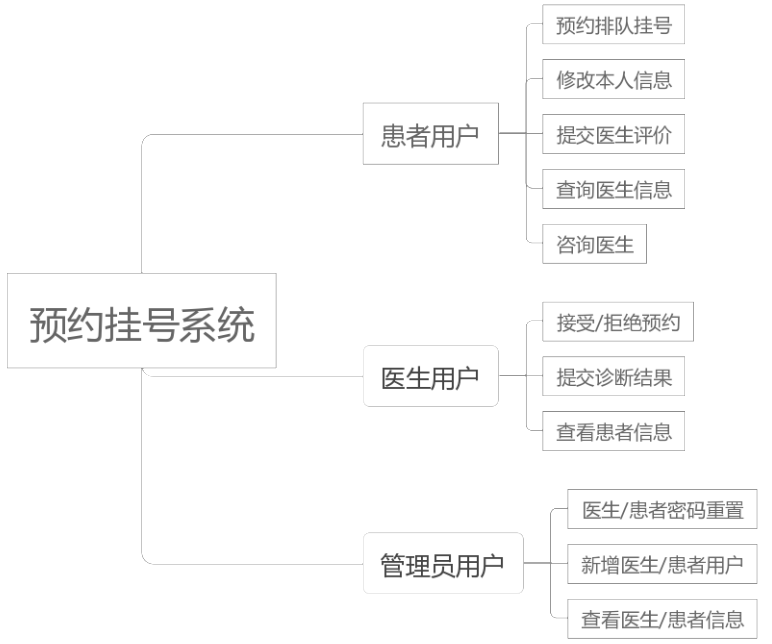 预约挂号系统
患者用户
预约排队挂号
修改本人信息
提交医生评价
查询医生信息
咨询医生
医生用户
接受/拒绝预约
提交诊断结果
查看患者信息
管理员用户
医生/患者密码重置
新增医生/患者用户
查看医生/患者信息